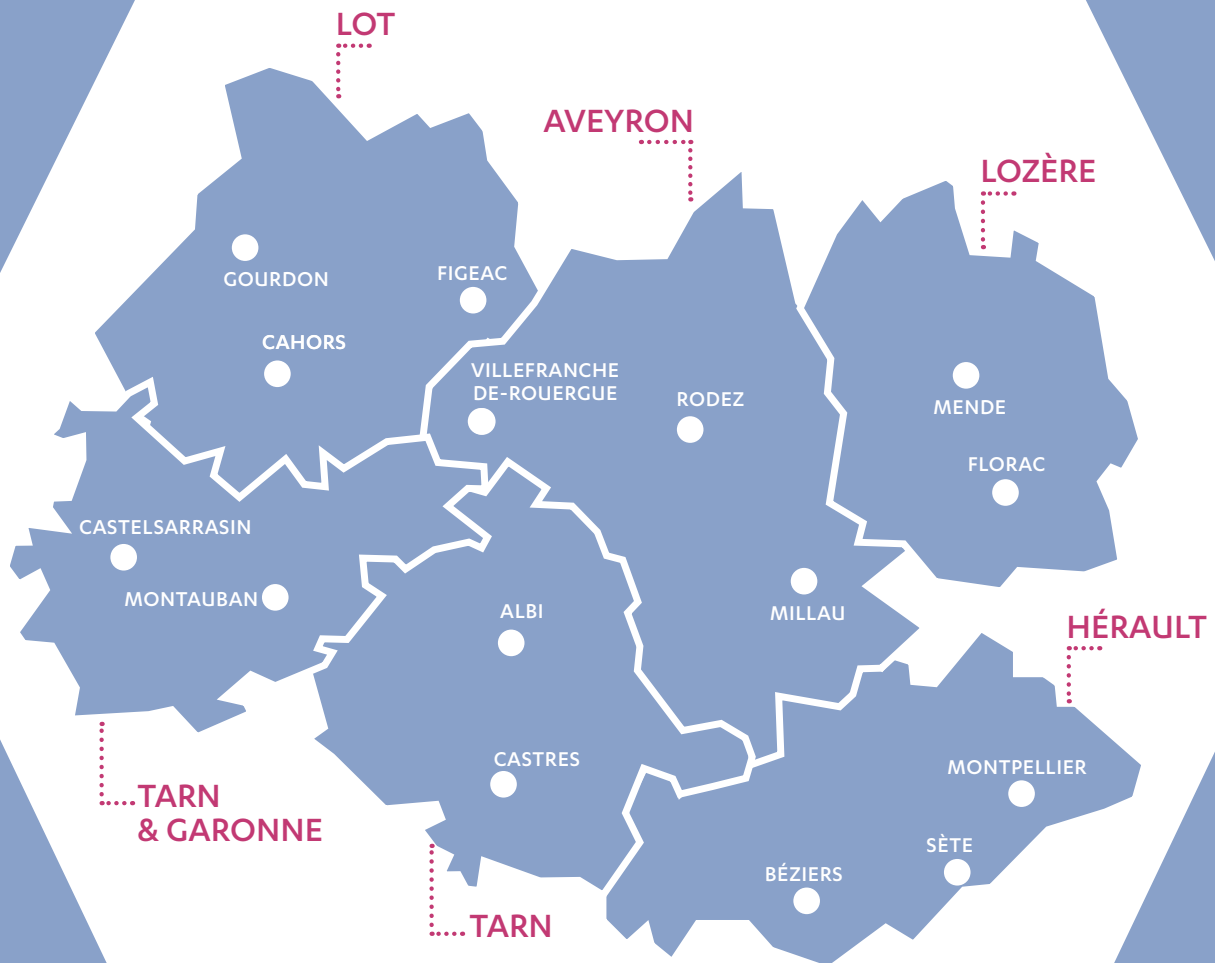 LOT
AVEYRON
LOZÈRE
GOURDON
FIGEAC
CAHORS
VILLEFRANCHE
DE-ROUERGUE
RODEZ
MENDE
FLORAC
CASTELSARRASIN
MONTAUBAN
ALBI
MILLAU
HÉRAULT
CASTRES
MONTPELLIER
TARN
& GARONNE
SÈTE
BÉZIERS
TARN